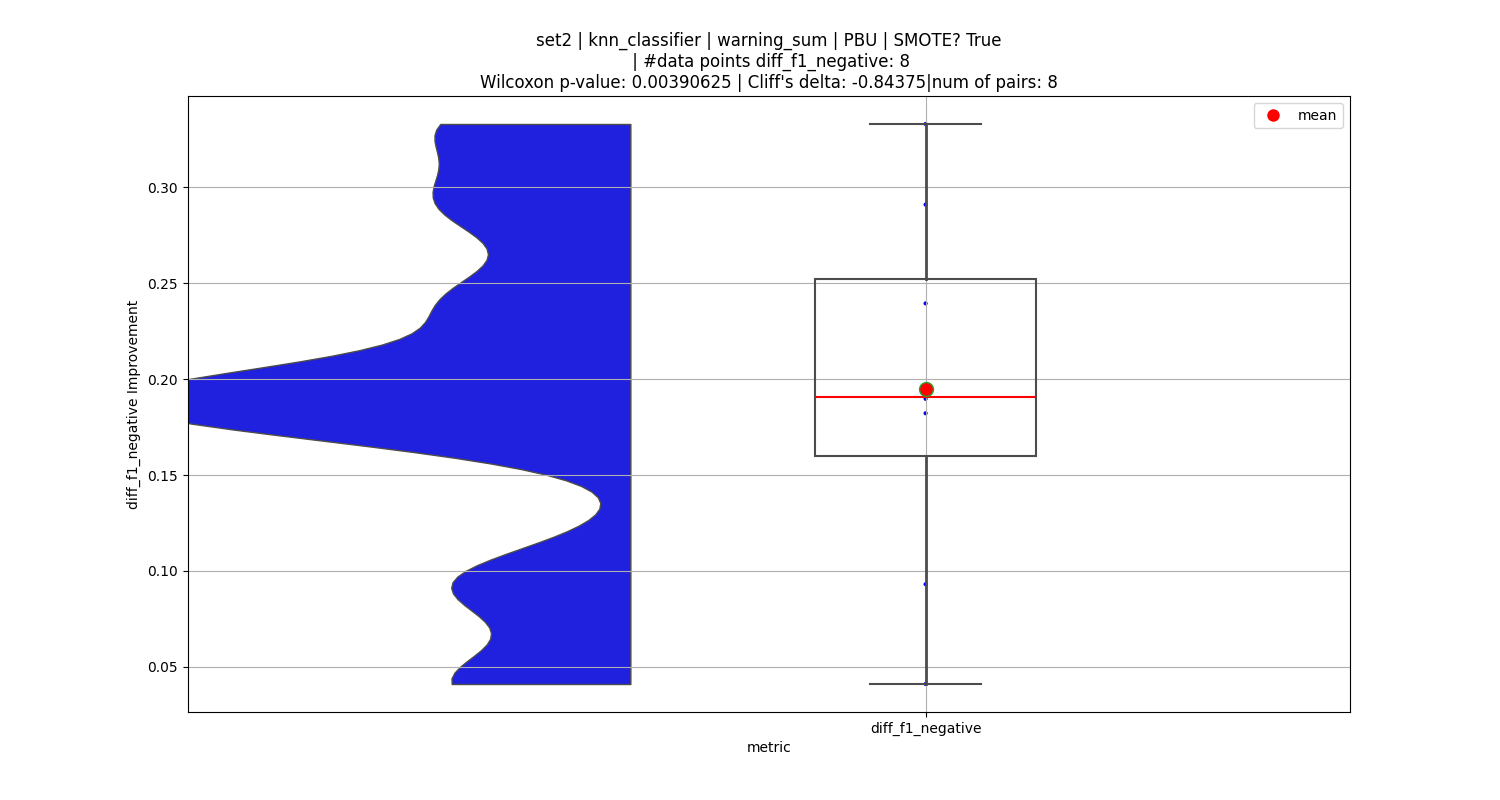 set2 | knn_classifier | warning_sum | PBU | SMOTE? True
| #data points diff_f1_negative: 8
Wilcoxon p-value: 0.00390625 | Cliff's delta: -0.84375|num of pairs: 8
mean
0.30
0.25
0.20
0.15
0.10
0.05
diff_f1_negative Improvement
diff_f1_negative
metric